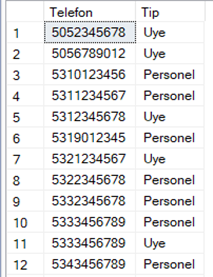 Telefon Tip
1 5052345678 Uye
2 5056789012 Uye
3 5310123456 Personel
4 5311234567 Personel
5 5312345678 Uye
6 5319012345 Personel
7 5321234567 Uye
8 5322345678 Personel
9 5332345678 Personel
10 5333456789 Personel
11 5333456789 Uye
12 5343456789 Personel